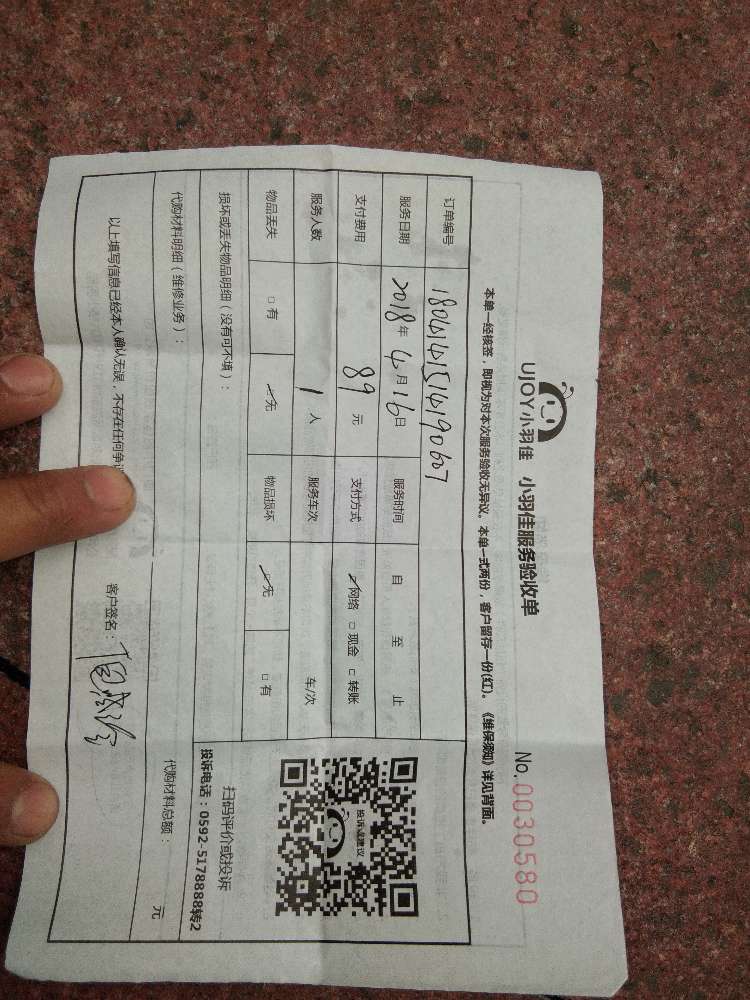 UJOY小羽佳 小羽佳服务验收单 No.0030580
本单一经核签,即视为对本次服务验收无异议。本单一式两份,客户留存一份(红)。《维保须知》详见背面。
订单编号 1804141514190607
服务日期 2018年4月16日 服务时间 自 至 止
支付费用 89元 支付方式 ☑网络 □现金 □转账
服务人数 1人 服务车次 车/次
物品丢失 □有 ☑无 物品损坏 ☑无 □有
损坏或丢失物品明细(没有可不填):
投诉或建议
扫码评价或投诉
投诉电话:0592-5178888转2
代购材料明细(维修业务): 代购材料总额: 元
以上填写信息已经本人确认无误,不存在任何争 客户签名: